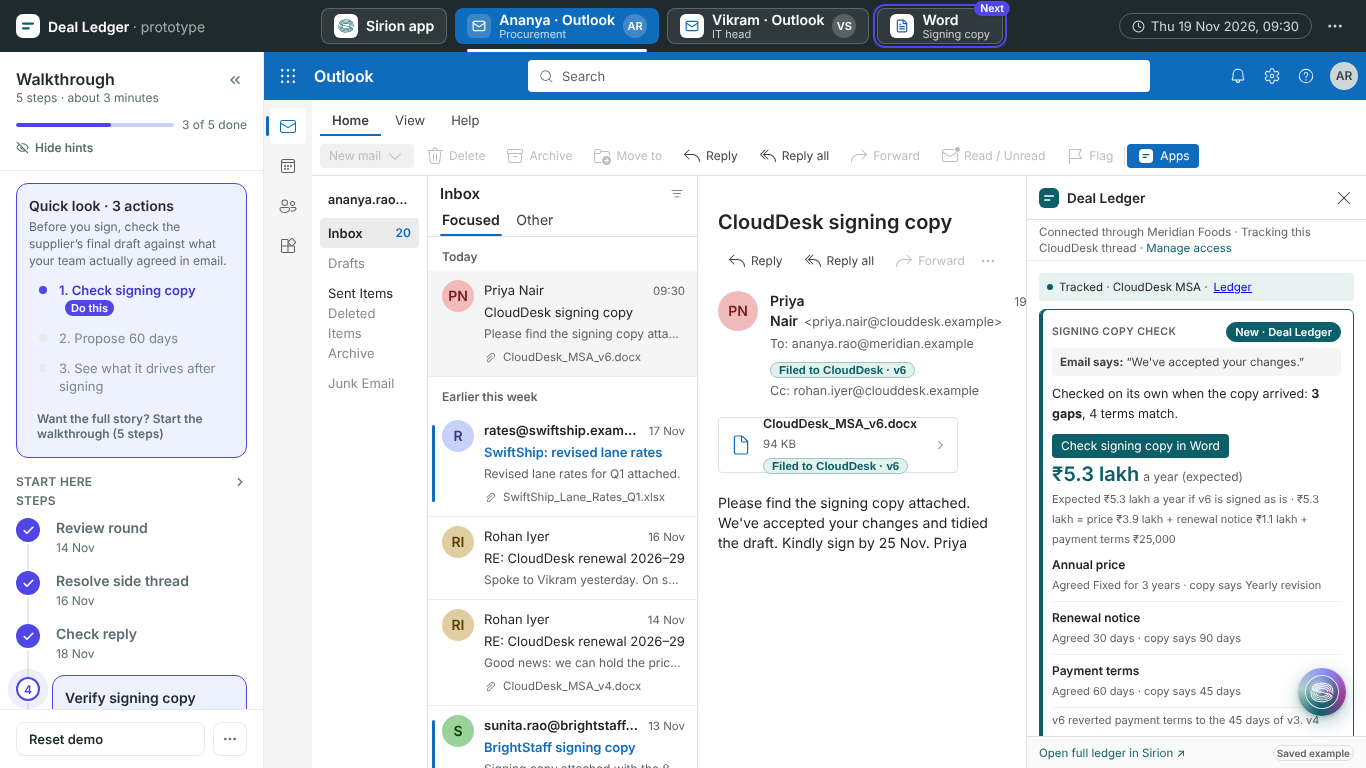 Deal Ledger · prototype
Sirion app
Ananya · Outlook
Procurement
AR
Vikram · Outlook
IT head
VS
Word
Signing copy
Next
Thu 19 Nov 2026, 09:30
Walkthrough
5 steps · about 3 minutes
3 of 5 done
Hide hints
Quick look · 3 actions
Before you sign, check the
supplier's final draft against what
your team actually agreed in email.
1. Check signing copy
Do this
2. Propose 60 days
3. See what it drives after
signing
Want the full story? Start the
walkthrough (5 steps)
START HERE
STEPS
Review round
14 Nov
Resolve side thread
16 Nov
Check reply
18 Nov
4
Verify signing copy
Reset demo
Outlook
Search
AR
Home
View
Help
New mail
Delete
Archive
Move to
Reply
Reply all
Forward
Read / Unread
Flag
Apps
ananya.rao...
Inbox 20
Drafts
Sent Items
Deleted
Items
Archive
Junk Email
Inbox
Focused
Other
Today
PN
Priya Nair 09:30
CloudDesk signing copy
Please find the signing copy atta...
CloudDesk_MSA_v6.docx
Earlier this week
R
rates@swiftship.exam... 17 Nov
SwiftShip: revised lane rates
Revised lane rates for Q1 attached.
SwiftShip_Lane_Rates_Q1.xlsx
RI
Rohan Iyer 16 Nov
RE: CloudDesk renewal 2026–29
Spoke to Vikram yesterday. On s...
RI
Rohan Iyer 14 Nov
RE: CloudDesk renewal 2026–29
Good news: we can hold the pric...
CloudDesk_MSA_v4.docx
S
sunita.rao@brightstaff... 13 Nov
BrightStaff signing copy
Signing copy attached with the 8
CloudDesk signing copy
Reply
Reply all
Forward
PN
Priya
Nair <priya.nair@clouddesk.example>
19
To: ananya.rao@meridian.example
Filed to CloudDesk · v6
Cc: rohan.iyer@clouddesk.example
CloudDesk_MSA_v6.docx
94 KB
Filed to CloudDesk · v6
Please find the signing copy attached.
We've accepted your changes and tidied
the draft. Kindly sign by 25 Nov. Priya
Deal Ledger
Connected through Meridian Foods · Tracking this
CloudDesk thread · Manage access
Tracked · CloudDesk MSA · Ledger
SIGNING COPY CHECK
New · Deal Ledger
Email says: “We've accepted your changes.”
Checked on its own when the copy arrived: 3
gaps, 4 terms match.
Check signing copy in Word
₹5.3 lakh a year (expected)
Expected ₹5.3 lakh a year if v6 is signed as is · ₹5.3
lakh = price ₹3.9 lakh + renewal notice ₹1.1 lakh +
payment terms ₹25,000
Annual price
Agreed Fixed for 3 years · copy says Yearly revision
Renewal notice
Agreed 30 days · copy says 90 days
Payment terms
Agreed 60 days · copy says 45 days
v6 reverted payment terms to the 45 days of v3. v4
Open full ledger in Sirion ↗
Saved example